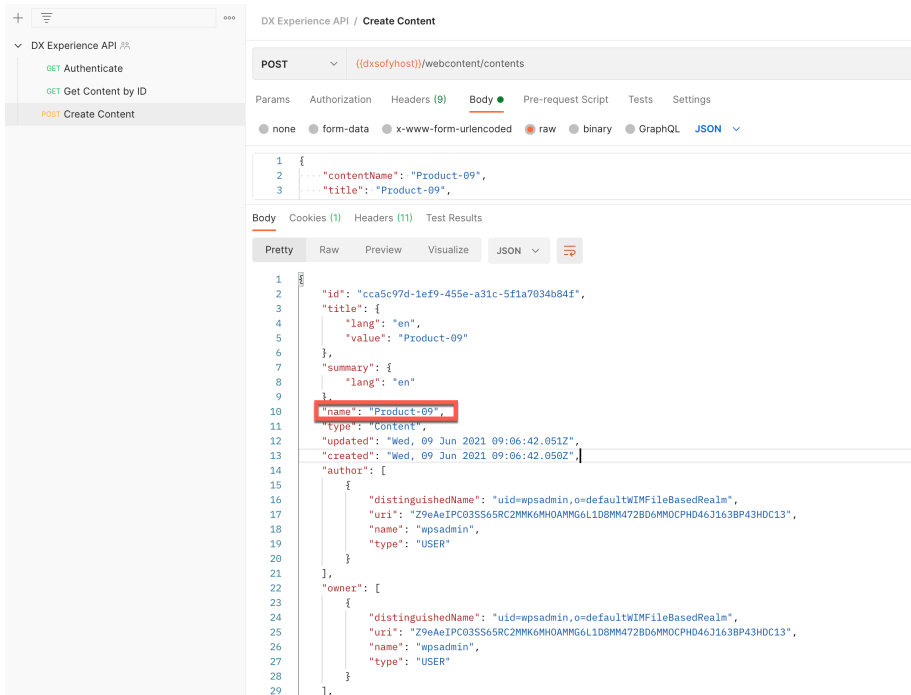 DX Experience API / Create Content
DX Experience API
GET Authenticate
GET Get Content by ID
POST Create Content
POST {{dxsofyhost}}/webcontent/contents
Params Authorization Headers (9) Body Pre-request Script Tests Settings
none form-data x-www-form-urlencoded raw binary GraphQL JSON
1 {
2 "contentName": "Product-09",
3 "title": "Product-09",
Body Cookies (1) Headers (11) Test Results
Pretty Raw Preview Visualize JSON
1 {
2 "id": "cca5c97d-1ef9-455e-a31c-5f1a7034b84f",
3 "title": {
4 "lang": "en",
5 "value": "Product-09"
6 },
7 "summary": {
8 "lang": "en"
9 },
10 "name": "Product-09",
11 "type": "Content",
12 "updated": "Wed, 09 Jun 2021 09:06:42.051Z",
13 "created": "Wed, 09 Jun 2021 09:06:42.050Z",
14 "author": [
15 {
16 "distinguishedName": "uid=wpsadmin,o=defaultWIMFileBasedRealm",
17 "uri": "Z9eAeIPC03SS65RC2MMK6MHOAMMG6L1D8MM472BD6MMOCPHD46J163BP43HDC13",
18 "name": "wpsadmin",
19 "type": "USER"
20 }
21 ],
22 "owner": [
23 {
24 "distinguishedName": "uid=wpsadmin,o=defaultWIMFileBasedRealm",
25 "uri": "Z9eAeIPC03SS65RC2MMK6MHOAMMG6L1D8MM472BD6MMOCPHD46J163BP43HDC13",
26 "name": "wpsadmin",
27 "type": "USER"
28 }
29 ],